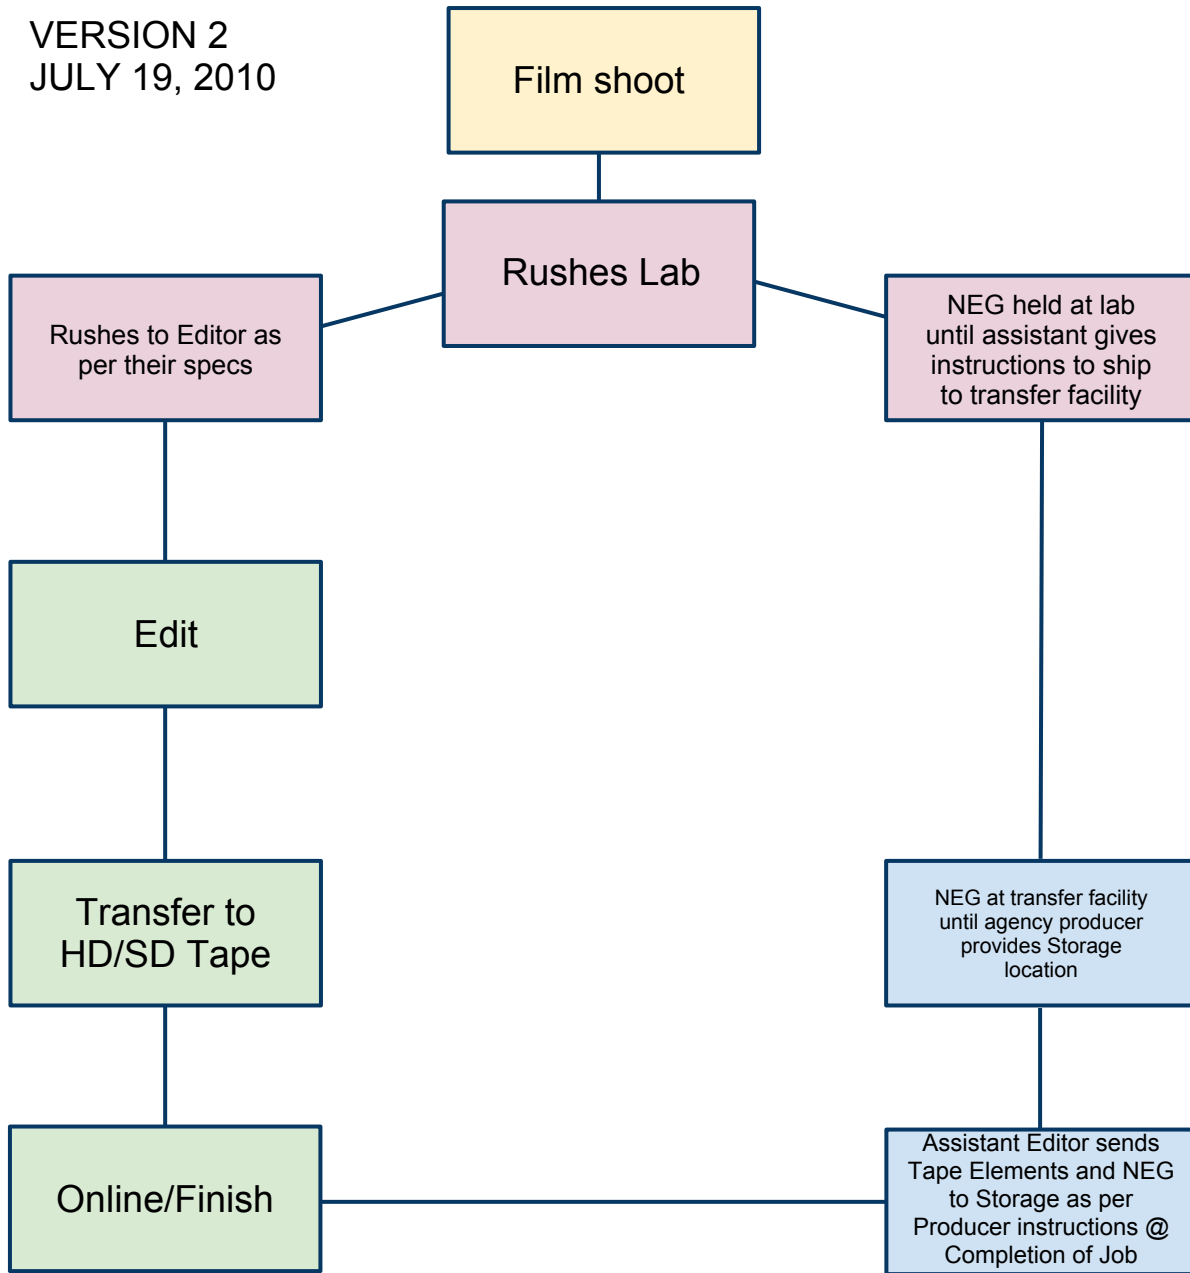 VERSION 2
JULY 19, 2010
Film shoot
Rushes Lab
Rushes to Editor as
per their specs
NEG held at lab
until assistant gives
instructions to ship
to transfer facility
Edit
Transfer to
HD/SD Tape
NEG at transfer facility
until agency producer
provides Storage
location
Online/Finish
Assistant Editor sends
Tape Elements and NEG
to Storage as per
Producer instructions @
Completion of Job